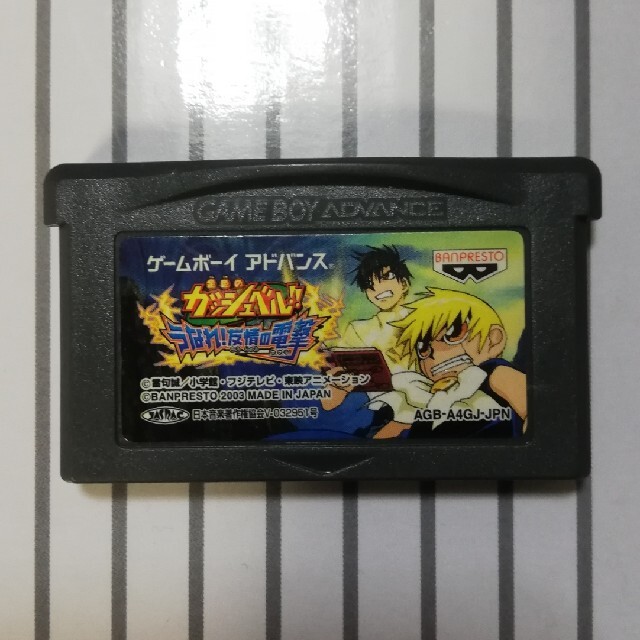 GAME BOY ADVANCE
ゲームボーイ アドバンス
BANPRESTO
金色の
ガッシュベル!!
うなれ!友情の電撃
©雷句誠/小学館・フジテレビ・東映アニメーション
©BANPRESTO 2003 MADE IN JAPAN
JASRAC
日本音楽著作権協会V-032951号
AGB-A4GJ-JPN